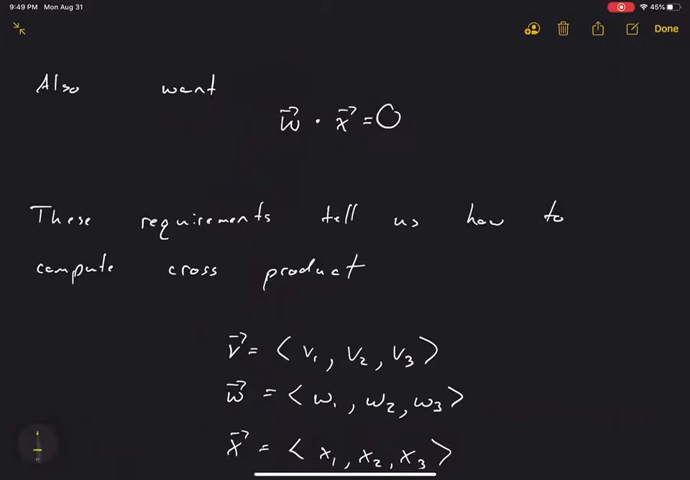 9:49 PM Mon Aug 31 45%
Done
Also want
w⃗ · x⃗ = 0
These requirements tell us how to
compute cross product
v⃗ = ⟨ v₁, v₂, v₃ ⟩
w⃗ = ⟨ w₁, w₂, w₃ ⟩
x⃗ = ⟨ x₁, x₂, x₃ ⟩